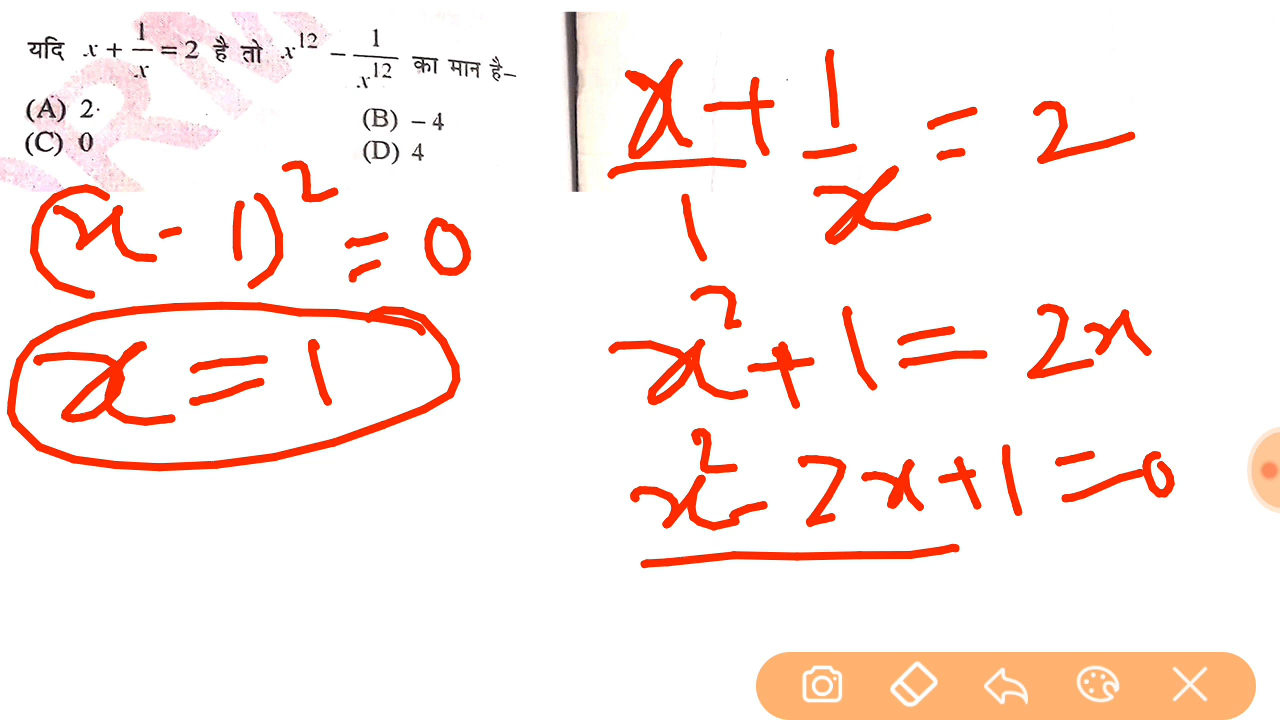 यदि x + 1/x = 2 है तो x^12 - 1/x^12 का मान है-
(A) 2.
(B) - 4
(C) 0
(D) 4
x/1 + 1/x = 2
x^2 + 1 = 2x
x^2 - 2x + 1 = 0
(x - 1)^2 = 0
x = 1